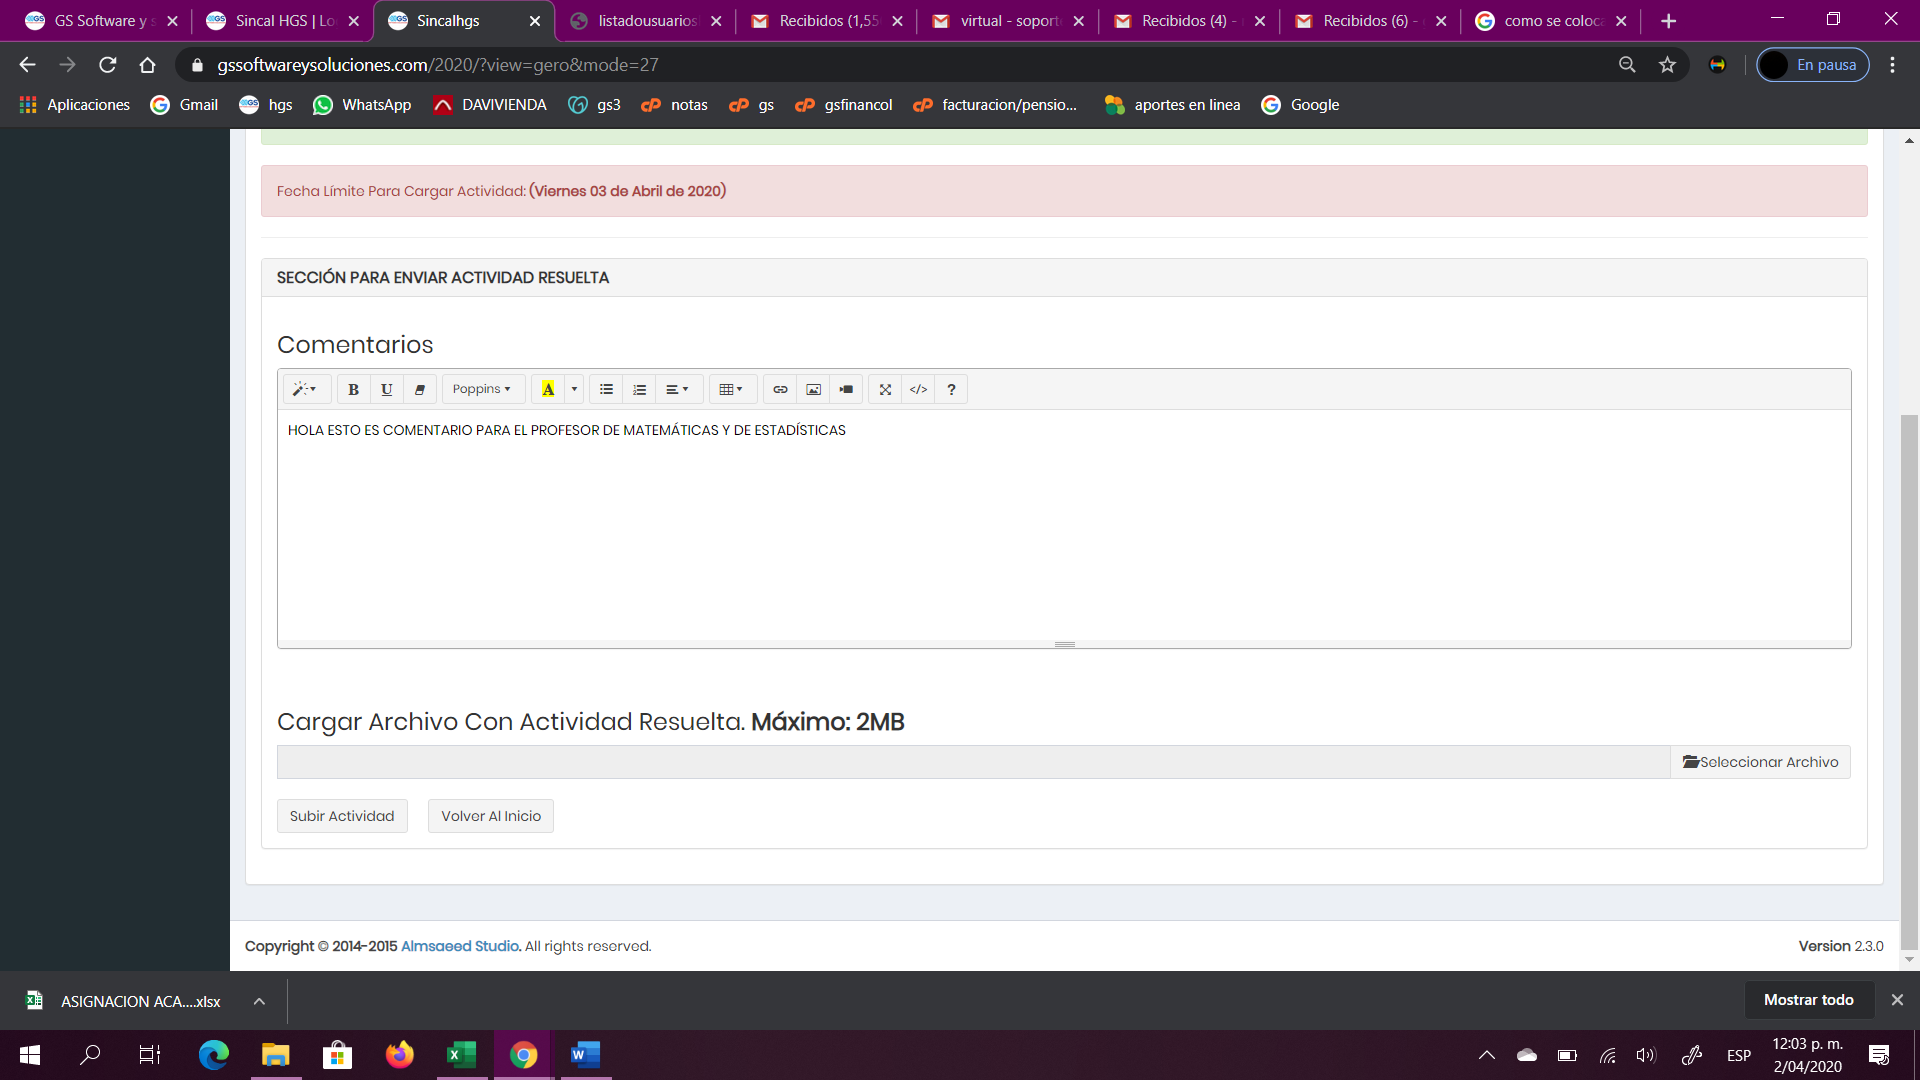 GS Software y s
Sincal HGS | Lo
Sincalhgs
listadousuarios
Recibidos (1,55
virtual - soport
Recibidos (4) -
Recibidos (6) -
como se coloca
gssoftwareysoluciones.com/2020/?view=gero&mode=27
En pausa
Aplicaciones
Gmail
hgs
WhatsApp
DAVIVIENDA
gs3
notas
gs
gsfinancol
facturacion/pensio...
aportes en linea
Google
Fecha Límite Para Cargar Actividad: (Viernes 03 de Abril de 2020)
SECCIÓN PARA ENVIAR ACTIVIDAD RESUELTA
Comentarios
B U Poppins A </> ?
HOLA ESTO ES COMENTARIO PARA EL PROFESOR DE MATEMÁTICAS Y DE ESTADÍSTICAS
Cargar Archivo Con Actividad Resuelta. Máximo: 2MB
Seleccionar Archivo
Subir Actividad
Volver Al Inicio
Copyright © 2014-2015 Almsaeed Studio. All rights reserved.
Version 2.3.0
ASIGNACION ACA....xlsx
Mostrar todo
ESP
12:03 p. m.
2/04/2020